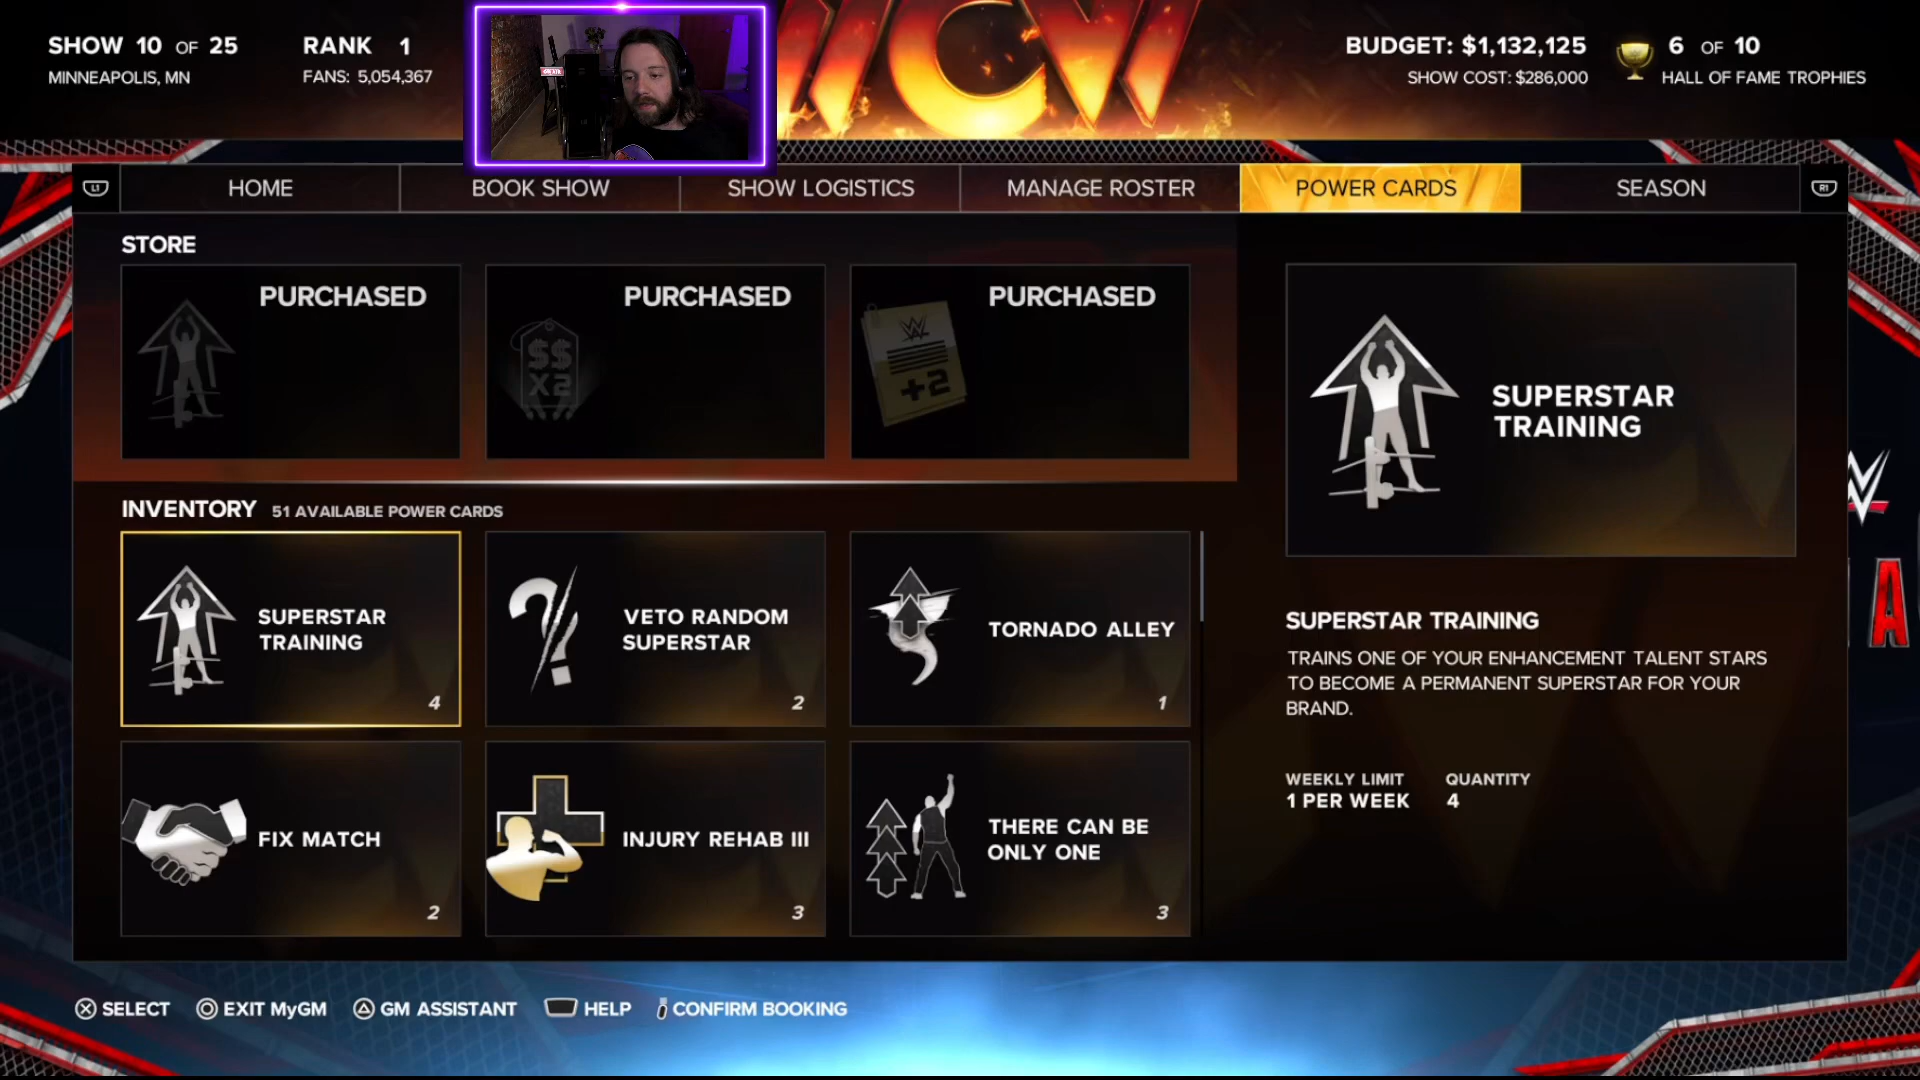 SHOW 10 OF 25
MINNEAPOLIS, MN
RANK 1
FANS: 5,054,367
WCW
BUDGET: $1,132,125
SHOW COST: $286,000
6 OF 10
HALL OF FAME TROPHIES
L1
HOME
BOOK SHOW
SHOW LOGISTICS
MANAGE ROSTER
POWER CARDS
SEASON
R1
STORE
PURCHASED
$$
X2
PURCHASED
+2
PURCHASED
SUPERSTAR
TRAINING
INVENTORY 51 AVAILABLE POWER CARDS
SUPERSTAR
TRAINING
4
VETO RANDOM
SUPERSTAR
2
TORNADO ALLEY
1
FIX MATCH
2
INJURY REHAB III
3
THERE CAN BE
ONLY ONE
3
SUPERSTAR TRAINING
TRAINS ONE OF YOUR ENHANCEMENT TALENT STARS
TO BECOME A PERMANENT SUPERSTAR FOR YOUR
BRAND.
WEEKLY LIMIT
1 PER WEEK
QUANTITY
4
SELECT
EXIT MyGM
GM ASSISTANT
HELP
CONFIRM BOOKING